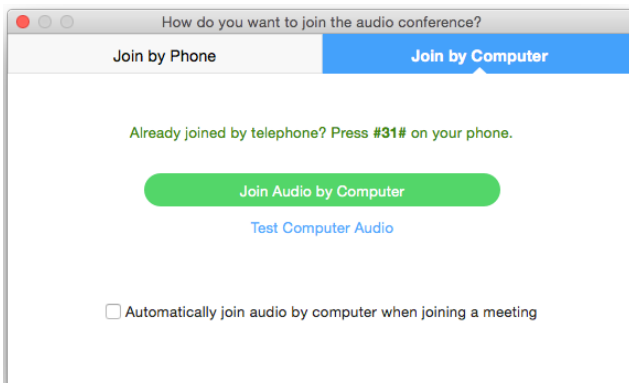 How do you want to join the audio conference?
Join by Phone
Join by Computer
Already joined by telephone? Press #31# on your phone.
Join Audio by Computer
Test Computer Audio
Automatically join audio by computer when joining a meeting